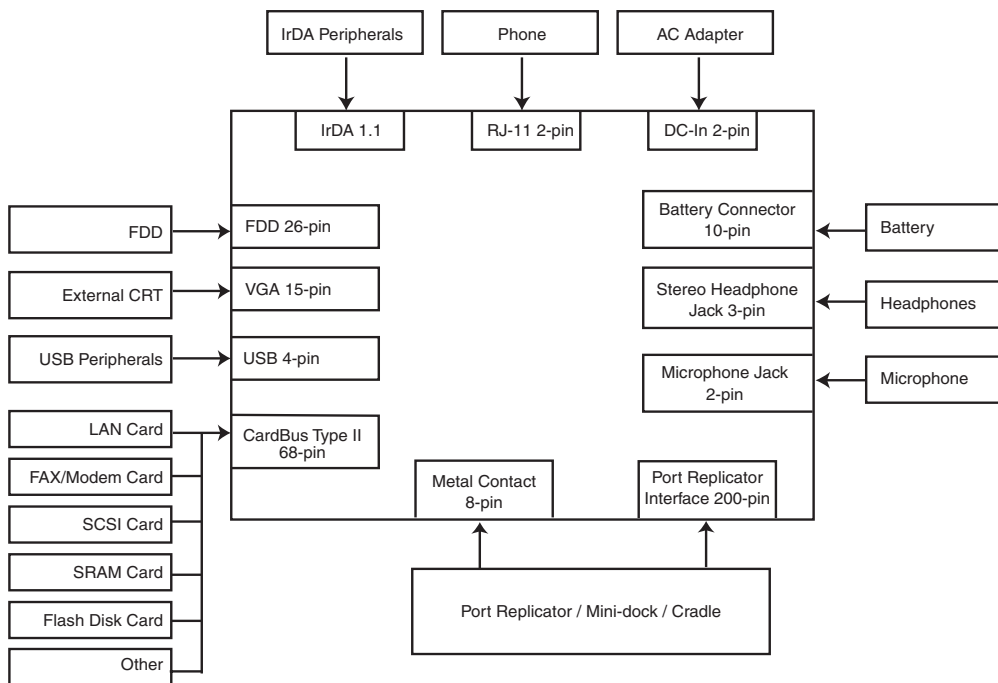 IrDA Peripherals
Phone
AC Adapter
IrDA 1.1
RJ-11 2-pin
DC-In 2-pin
FDD
FDD 26-pin
Battery Connector
10-pin
Battery
External CRT
VGA 15-pin
Stereo Headphone
Jack 3-pin
Headphones
USB Peripherals
USB 4-pin
Microphone Jack
2-pin
Microphone
LAN Card
CardBus Type II
68-pin
FAX/Modem Card
SCSI Card
SRAM Card
Flash Disk Card
Other
Metal Contact
8-pin
Port Replicator
Interface 200-pin
Port Replicator / Mini-dock / Cradle